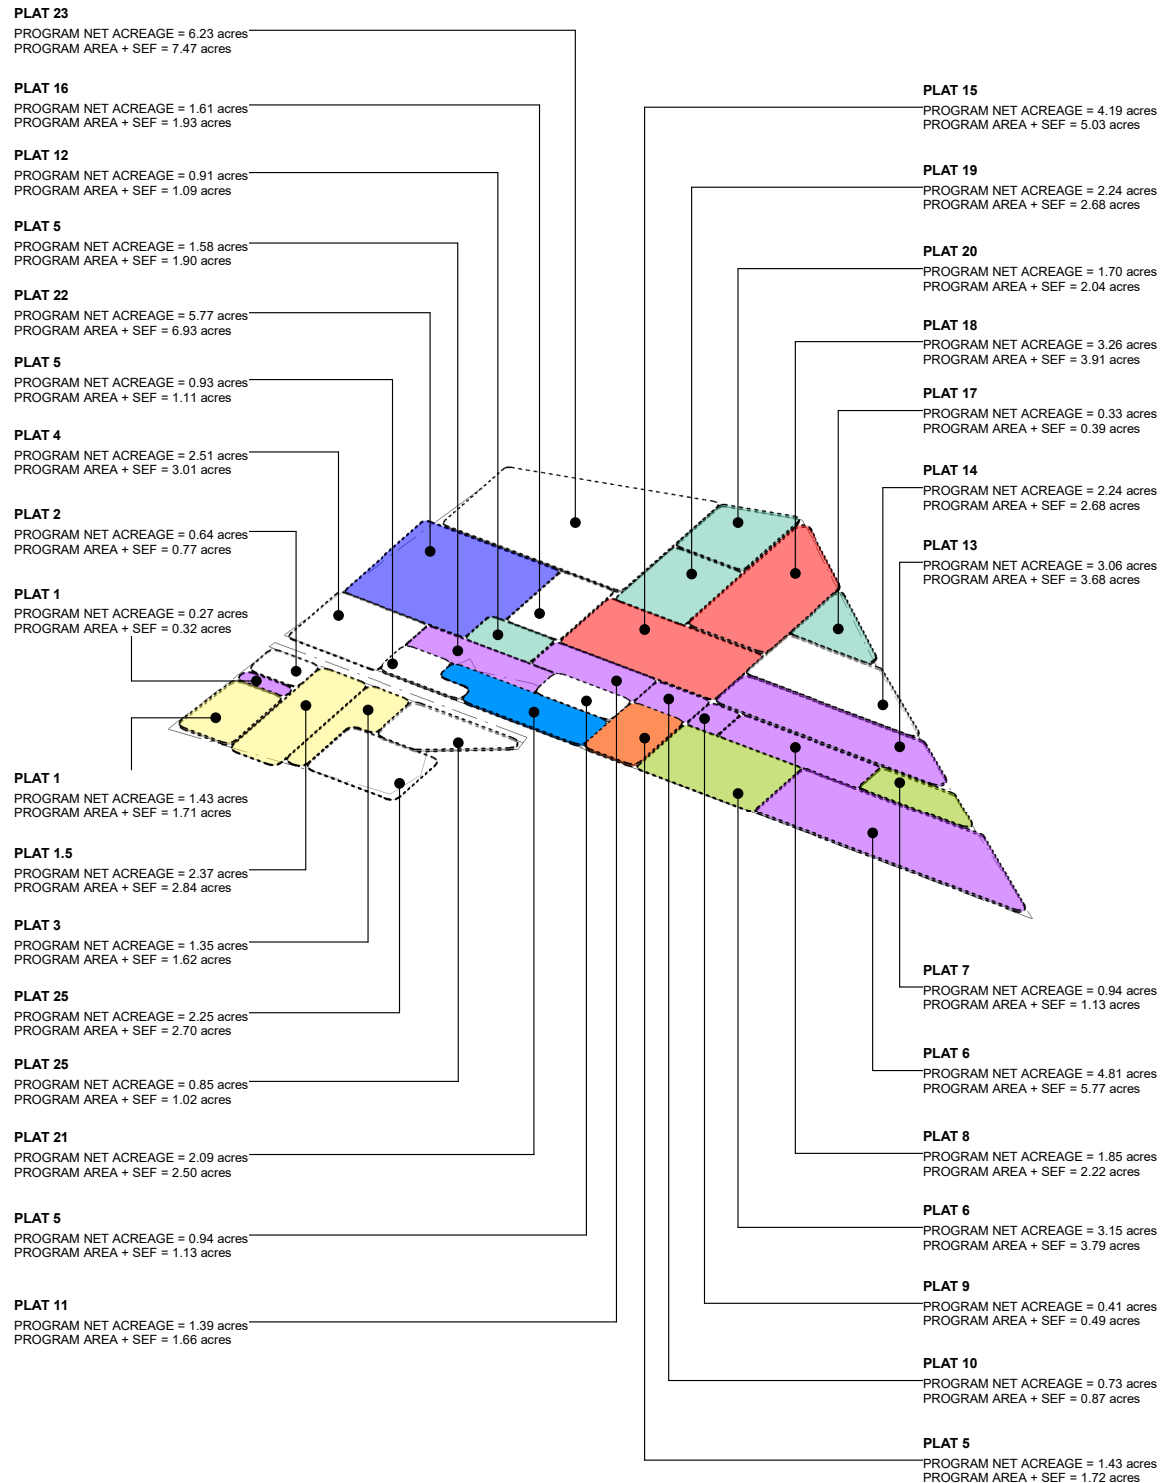 PLAT 23
PROGRAM NET ACREAGE = 6.23 acres
PROGRAM AREA + SEF = 7.47 acres
PLAT 16
PROGRAM NET ACREAGE = 1.61 acres
PROGRAM AREA + SEF = 1.93 acres
PLAT 12
PROGRAM NET ACREAGE = 0.91 acres
PROGRAM AREA + SEF = 1.09 acres
PLAT 5
PROGRAM NET ACREAGE = 1.58 acres
PROGRAM AREA + SEF = 1.90 acres
PLAT 22
PROGRAM NET ACREAGE = 5.77 acres
PROGRAM AREA + SEF = 6.93 acres
PLAT 5
PROGRAM NET ACREAGE = 0.93 acres
PROGRAM AREA + SEF = 1.11 acres
PLAT 4
PROGRAM NET ACREAGE = 2.51 acres
PROGRAM AREA + SEF = 3.01 acres
PLAT 2
PROGRAM NET ACREAGE = 0.64 acres
PROGRAM AREA + SEF = 0.77 acres
PLAT 1
PROGRAM NET ACREAGE = 0.27 acres
PROGRAM AREA + SEF = 0.32 acres
PLAT 1
PROGRAM NET ACREAGE = 1.43 acres
PROGRAM AREA + SEF = 1.71 acres
PLAT 1.5
PROGRAM NET ACREAGE = 2.37 acres
PROGRAM AREA + SEF = 2.84 acres
PLAT 3
PROGRAM NET ACREAGE = 1.35 acres
PROGRAM AREA + SEF = 1.62 acres
PLAT 25
PROGRAM NET ACREAGE = 2.25 acres
PROGRAM AREA + SEF = 2.70 acres
PLAT 25
PROGRAM NET ACREAGE = 0.85 acres
PROGRAM AREA + SEF = 1.02 acres
PLAT 21
PROGRAM NET ACREAGE = 2.09 acres
PROGRAM AREA + SEF = 2.50 acres
PLAT 5
PROGRAM NET ACREAGE = 0.94 acres
PROGRAM AREA + SEF = 1.13 acres
PLAT 11
PROGRAM NET ACREAGE = 1.39 acres
PROGRAM AREA + SEF = 1.66 acres
PLAT 15
PROGRAM NET ACREAGE = 4.19 acres
PROGRAM AREA + SEF = 5.03 acres
PLAT 19
PROGRAM NET ACREAGE = 2.24 acres
PROGRAM AREA + SEF = 2.68 acres
PLAT 20
PROGRAM NET ACREAGE = 1.70 acres
PROGRAM AREA + SEF = 2.04 acres
PLAT 18
PROGRAM NET ACREAGE = 3.26 acres
PROGRAM AREA + SEF = 3.91 acres
PLAT 17
PROGRAM NET ACREAGE = 0.33 acres
PROGRAM AREA + SEF = 0.39 acres
PLAT 14
PROGRAM NET ACREAGE = 2.24 acres
PROGRAM AREA + SEF = 2.68 acres
PLAT 13
PROGRAM NET ACREAGE = 3.06 acres
PROGRAM AREA + SEF = 3.68 acres
PLAT 7
PROGRAM NET ACREAGE = 0.94 acres
PROGRAM AREA + SEF = 1.13 acres
PLAT 6
PROGRAM NET ACREAGE = 4.81 acres
PROGRAM AREA + SEF = 5.77 acres
PLAT 8
PROGRAM NET ACREAGE = 1.85 acres
PROGRAM AREA + SEF = 2.22 acres
PLAT 6
PROGRAM NET ACREAGE = 3.15 acres
PROGRAM AREA + SEF = 3.79 acres
PLAT 9
PROGRAM NET ACREAGE = 0.41 acres
PROGRAM AREA + SEF = 0.49 acres
PLAT 10
PROGRAM NET ACREAGE = 0.73 acres
PROGRAM AREA + SEF = 0.87 acres
PLAT 5
PROGRAM NET ACREAGE = 1.43 acres
PROGRAM AREA + SEF = 1.72 acres